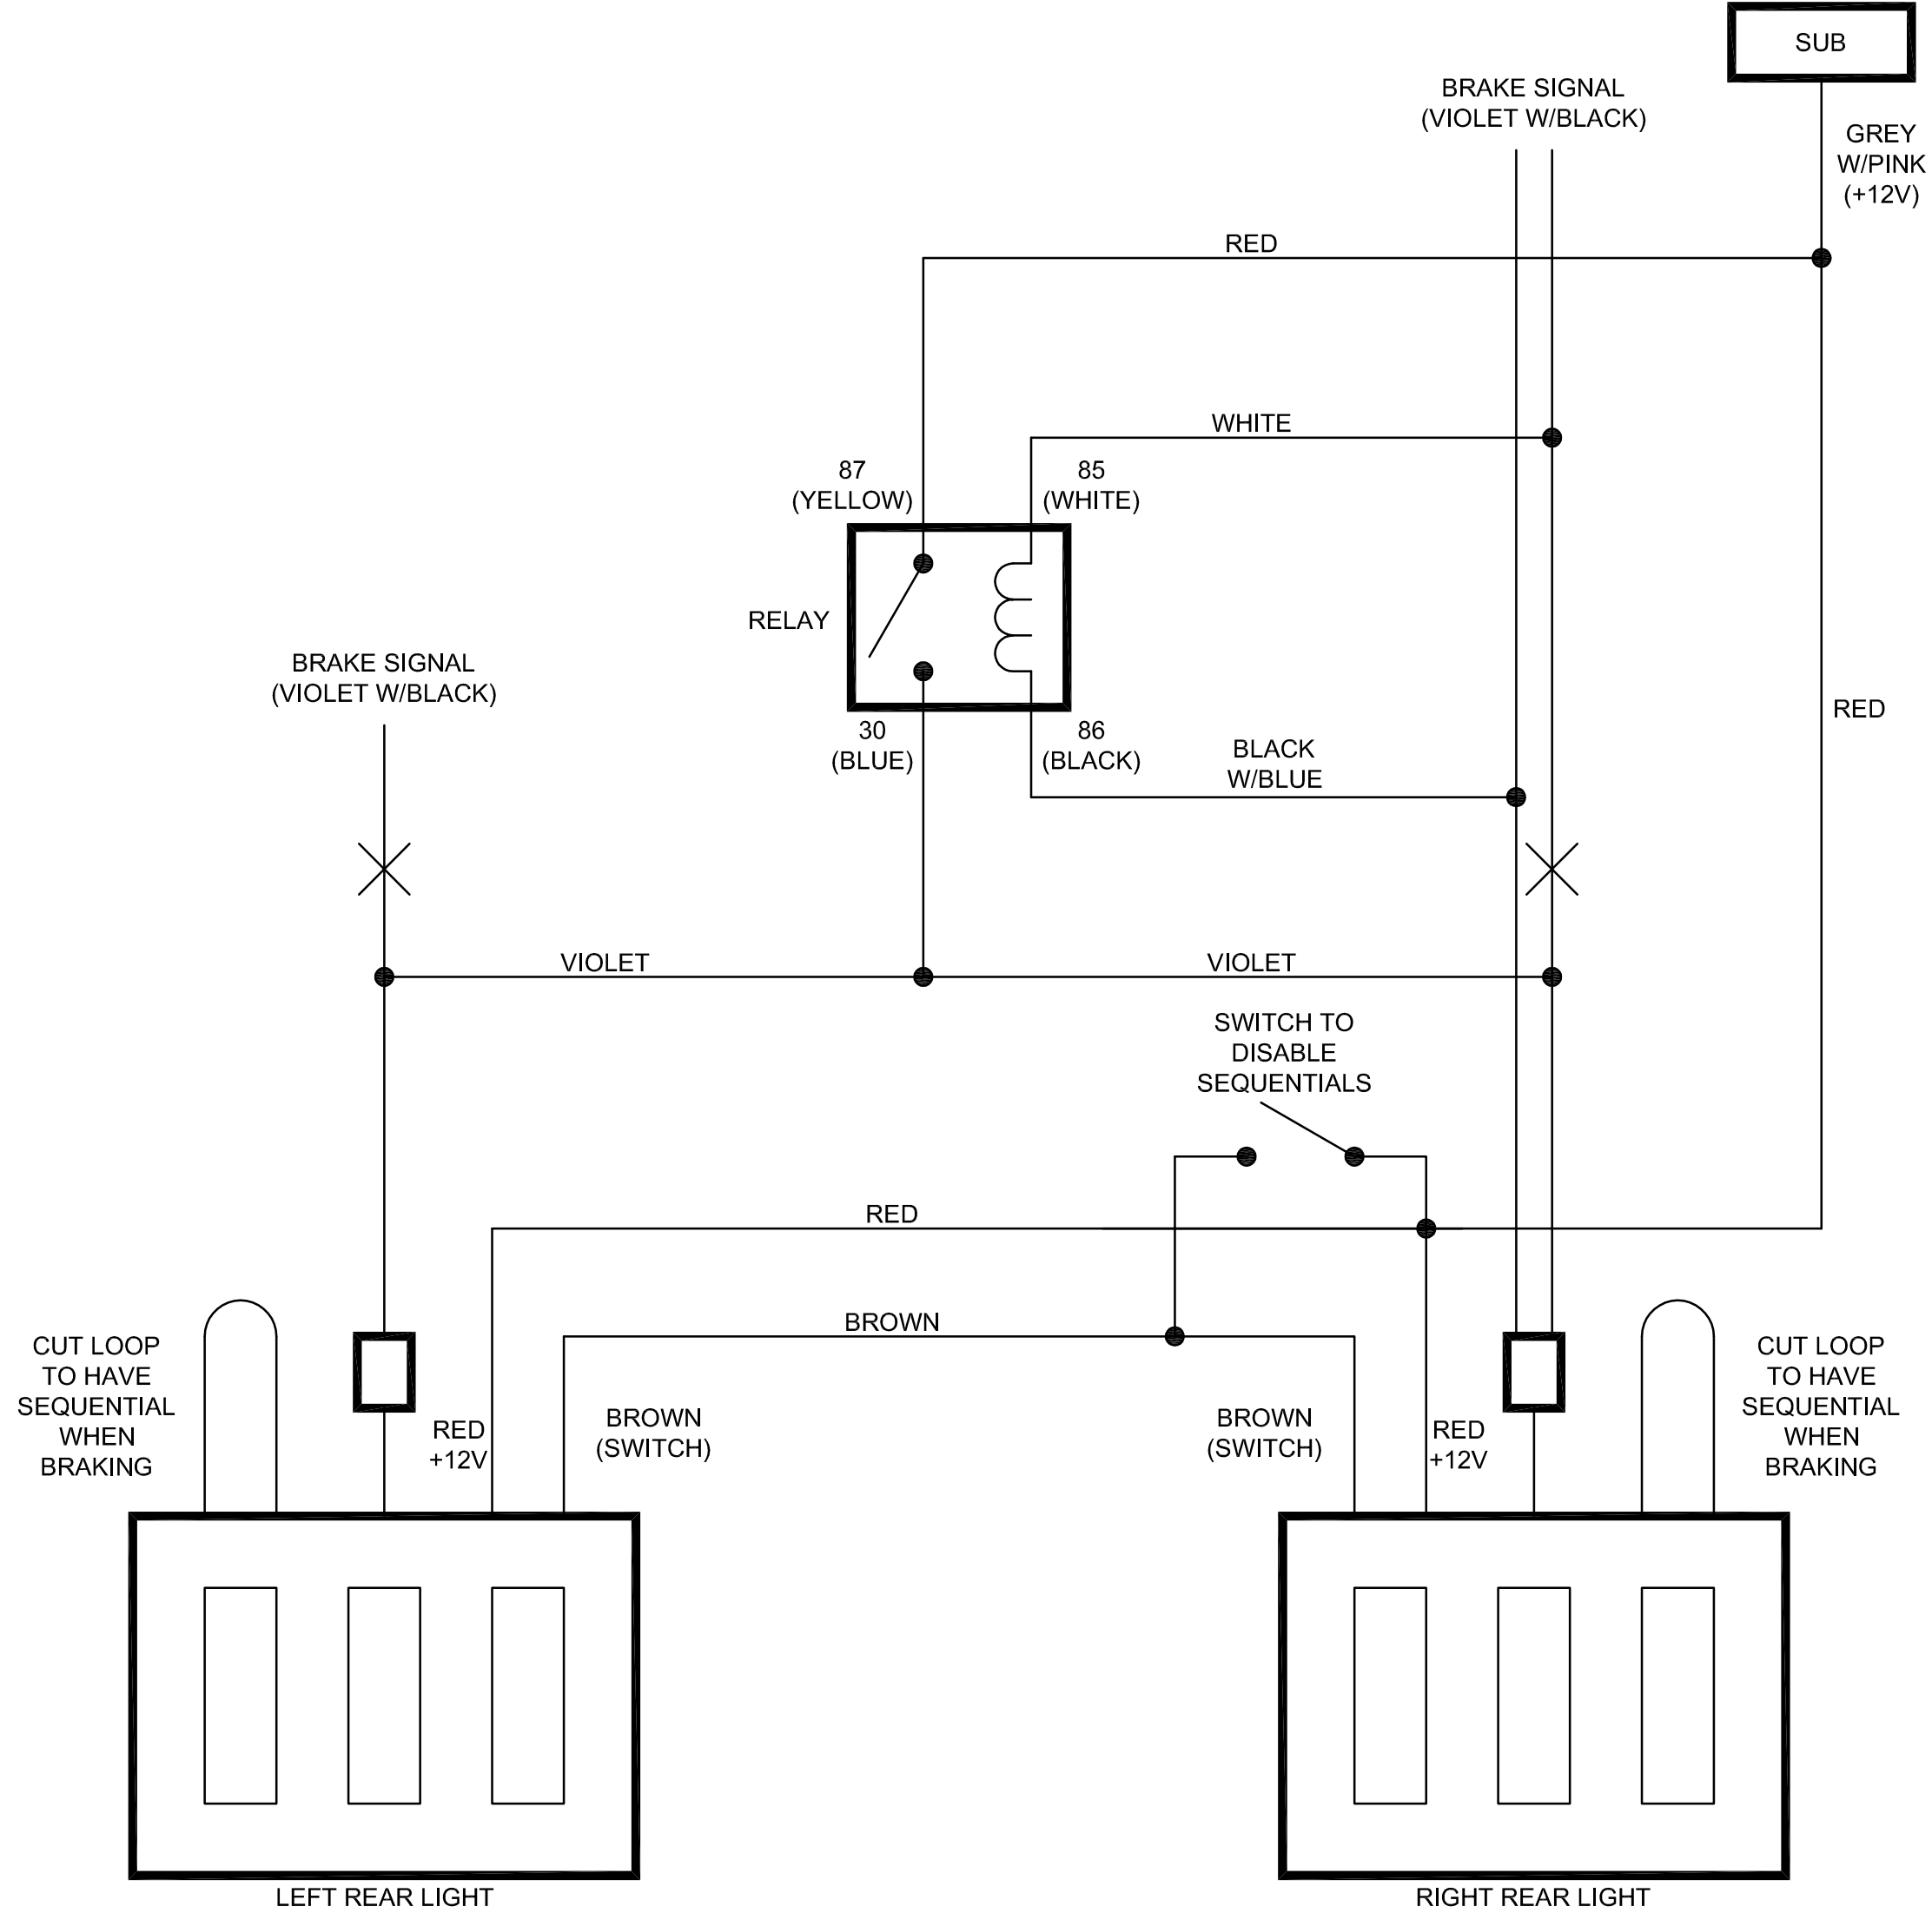 SUB
BRAKE SIGNAL
(VIOLET W/BLACK)
GREY
W/PINK
(+12V)
RED
WHITE
87
(YELLOW)
85
(WHITE)
RELAY
BRAKE SIGNAL
(VIOLET W/BLACK)
30
(BLUE)
86
(BLACK)
BLACK
W/BLUE
RED
VIOLET
VIOLET
SWITCH TO
DISABLE
SEQUENTIALS
RED
BROWN
CUT LOOP
TO HAVE
SEQUENTIAL
WHEN
BRAKING
RED
+12V
BROWN
(SWITCH)
BROWN
(SWITCH)
RED
+12V
CUT LOOP
TO HAVE
SEQUENTIAL
WHEN
BRAKING
LEFT REAR LIGHT
RIGHT REAR LIGHT